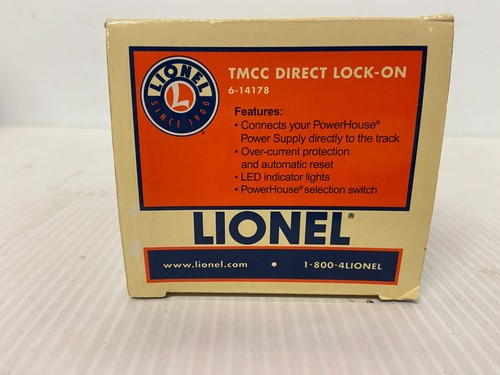 LIONEL
L
SINCE 1900
TMCC DIRECT LOCK-ON
6-14178
Features:
• Connects your PowerHouse®
Power Supply directly to the track
• Over-current protection
and automatic reset
• LED indicator lights
• PowerHouse® selection switch
LIONEL®
www.lionel.com • 1-800-4LIONEL